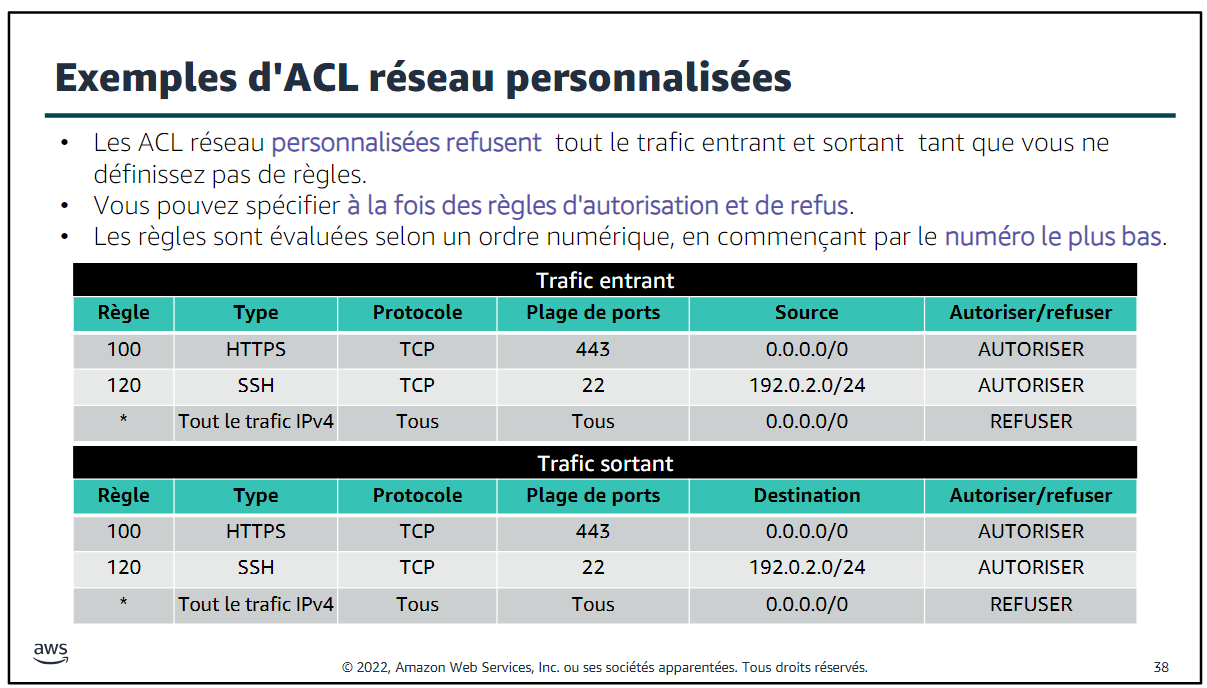 Exemples d'ACL réseau personnalisées
• Les ACL réseau personnalisées refusent tout le trafic entrant et sortant tant que vous ne
définissez pas de règles.
• Vous pouvez spécifier à la fois des règles d'autorisation et de refus.
• Les règles sont évaluées selon un ordre numérique, en commençant par le numéro le plus bas.
Trafic entrant
Règle Type Protocole Plage de ports Source Autoriser/refuser
100 HTTPS TCP 443 0.0.0.0/0 AUTORISER
120 SSH TCP 22 192.0.2.0/24 AUTORISER
* Tout le trafic IPv4 Tous Tous 0.0.0.0/0 REFUSER
Trafic sortant
Règle Type Protocole Plage de ports Destination Autoriser/refuser
100 HTTPS TCP 443 0.0.0.0/0 AUTORISER
120 SSH TCP 22 192.0.2.0/24 AUTORISER
* Tout le trafic IPv4 Tous Tous 0.0.0.0/0 REFUSER
aws
© 2022, Amazon Web Services, Inc. ou ses sociétés apparentées. Tous droits réservés.
38